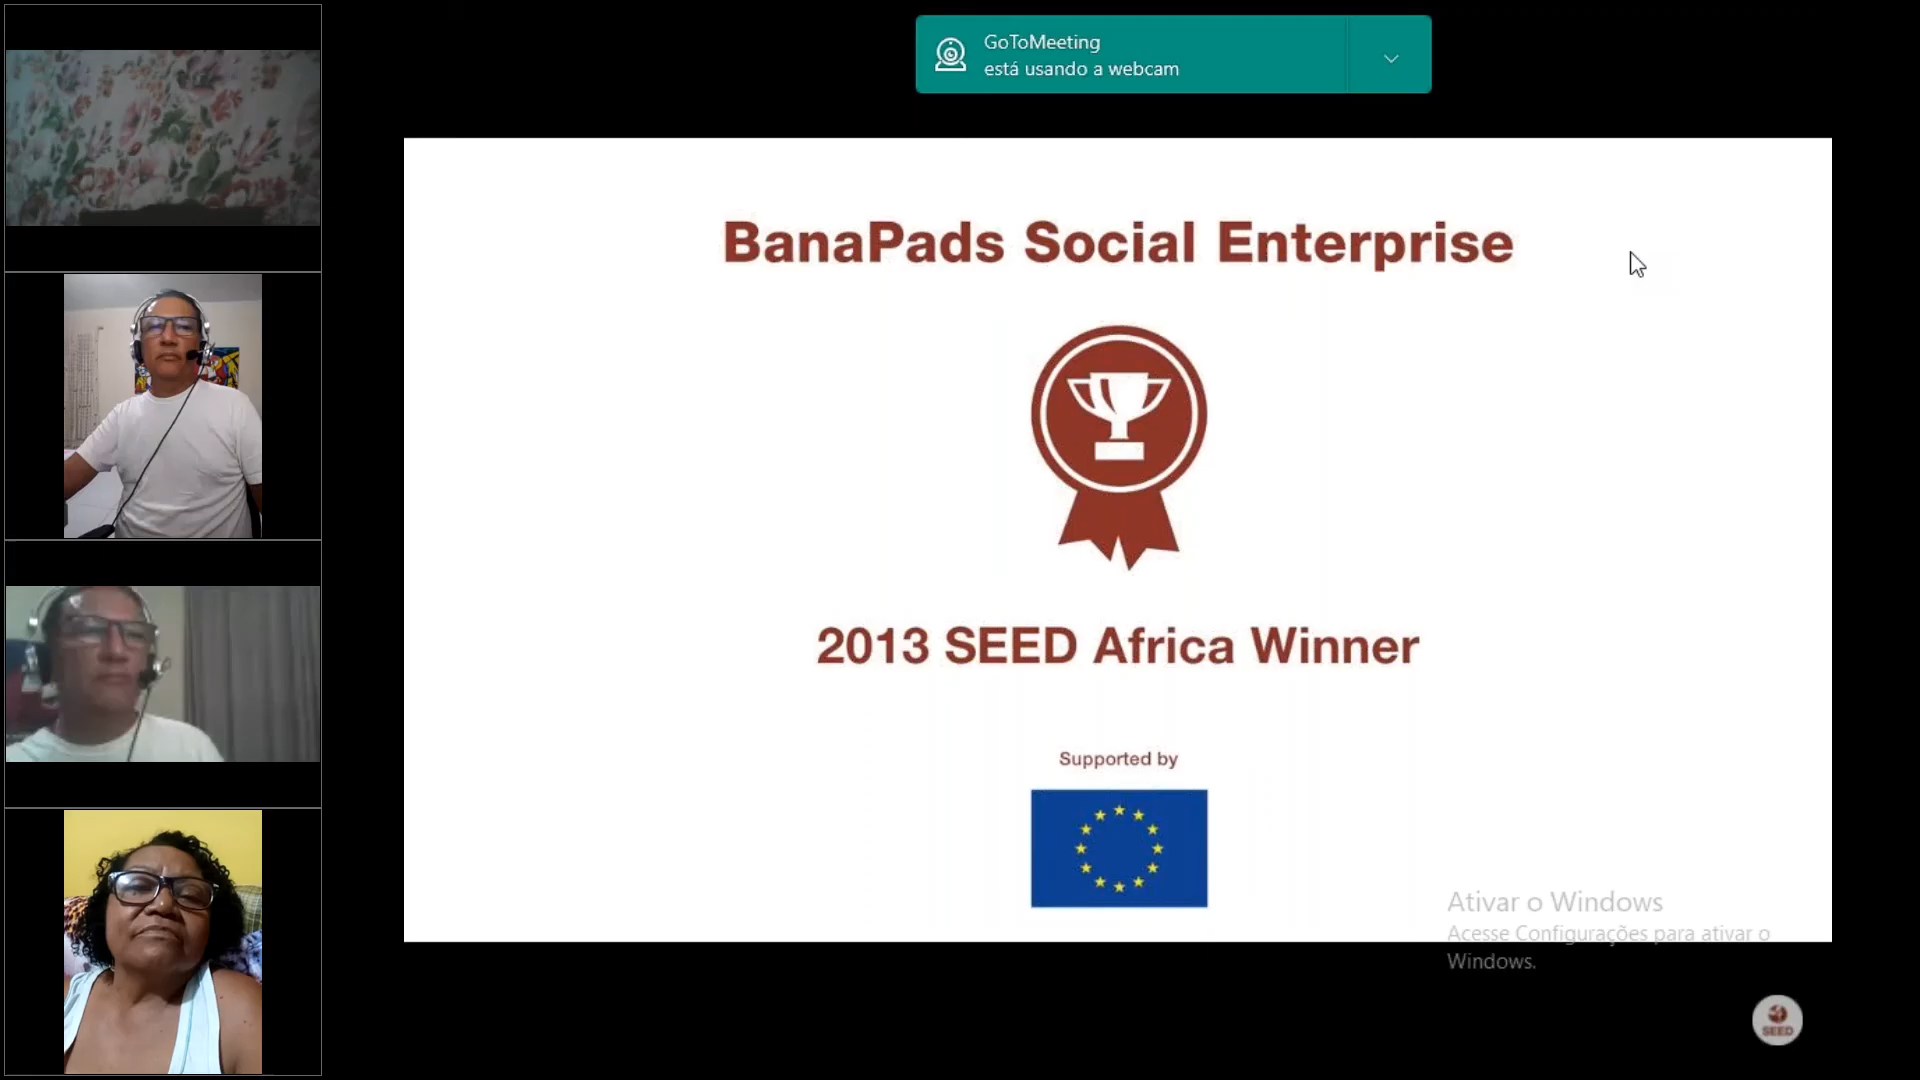 GoToMeeting
está usando a webcam
BanaPads Social Enterprise
2013 SEED Africa Winner
Supported by
Ativar o Windows
Acesse Configurações para ativar o
Windows.
SEED